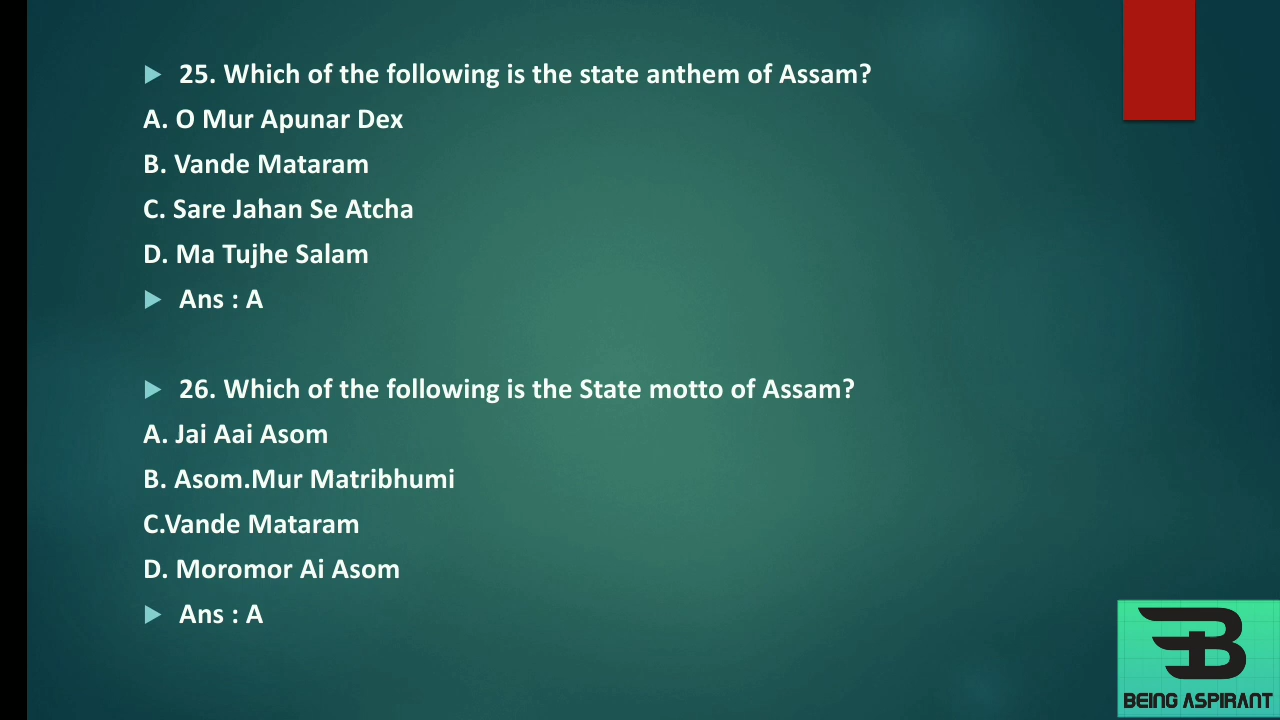 25. Which of the following is the state anthem of Assam?
A. O Mur Apunar Dex
B. Vande Mataram
C. Sare Jahan Se Atcha
D. Ma Tujhe Salam
Ans : A
26. Which of the following is the State motto of Assam?
A. Jai Aai Asom
B. Asom.Mur Matribhumi
C.Vande Mataram
D. Moromor Ai Asom
Ans : A
B
BEING ASPIRANT